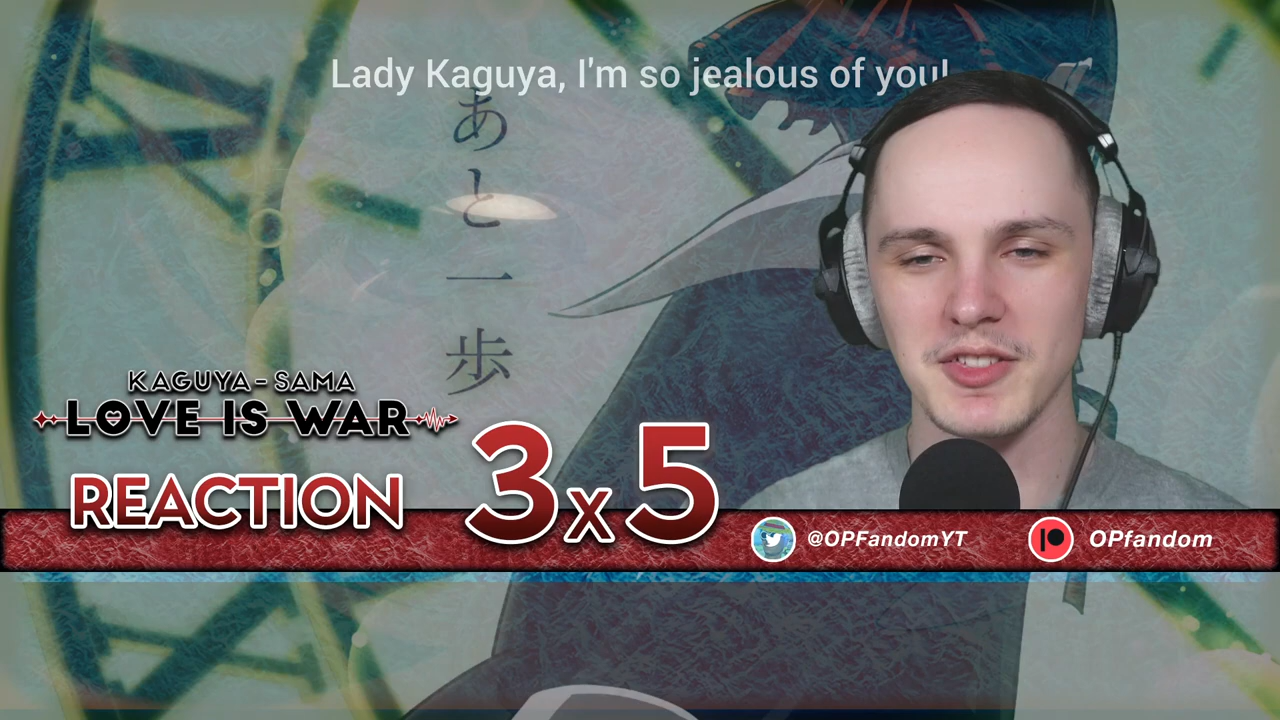 Lady Kaguya, I'm so jealous of you!
あと一歩
KAGUYA-SAMA
LOVE IS WAR
REACTION
3x5
@OPFandomYT
OPfandom